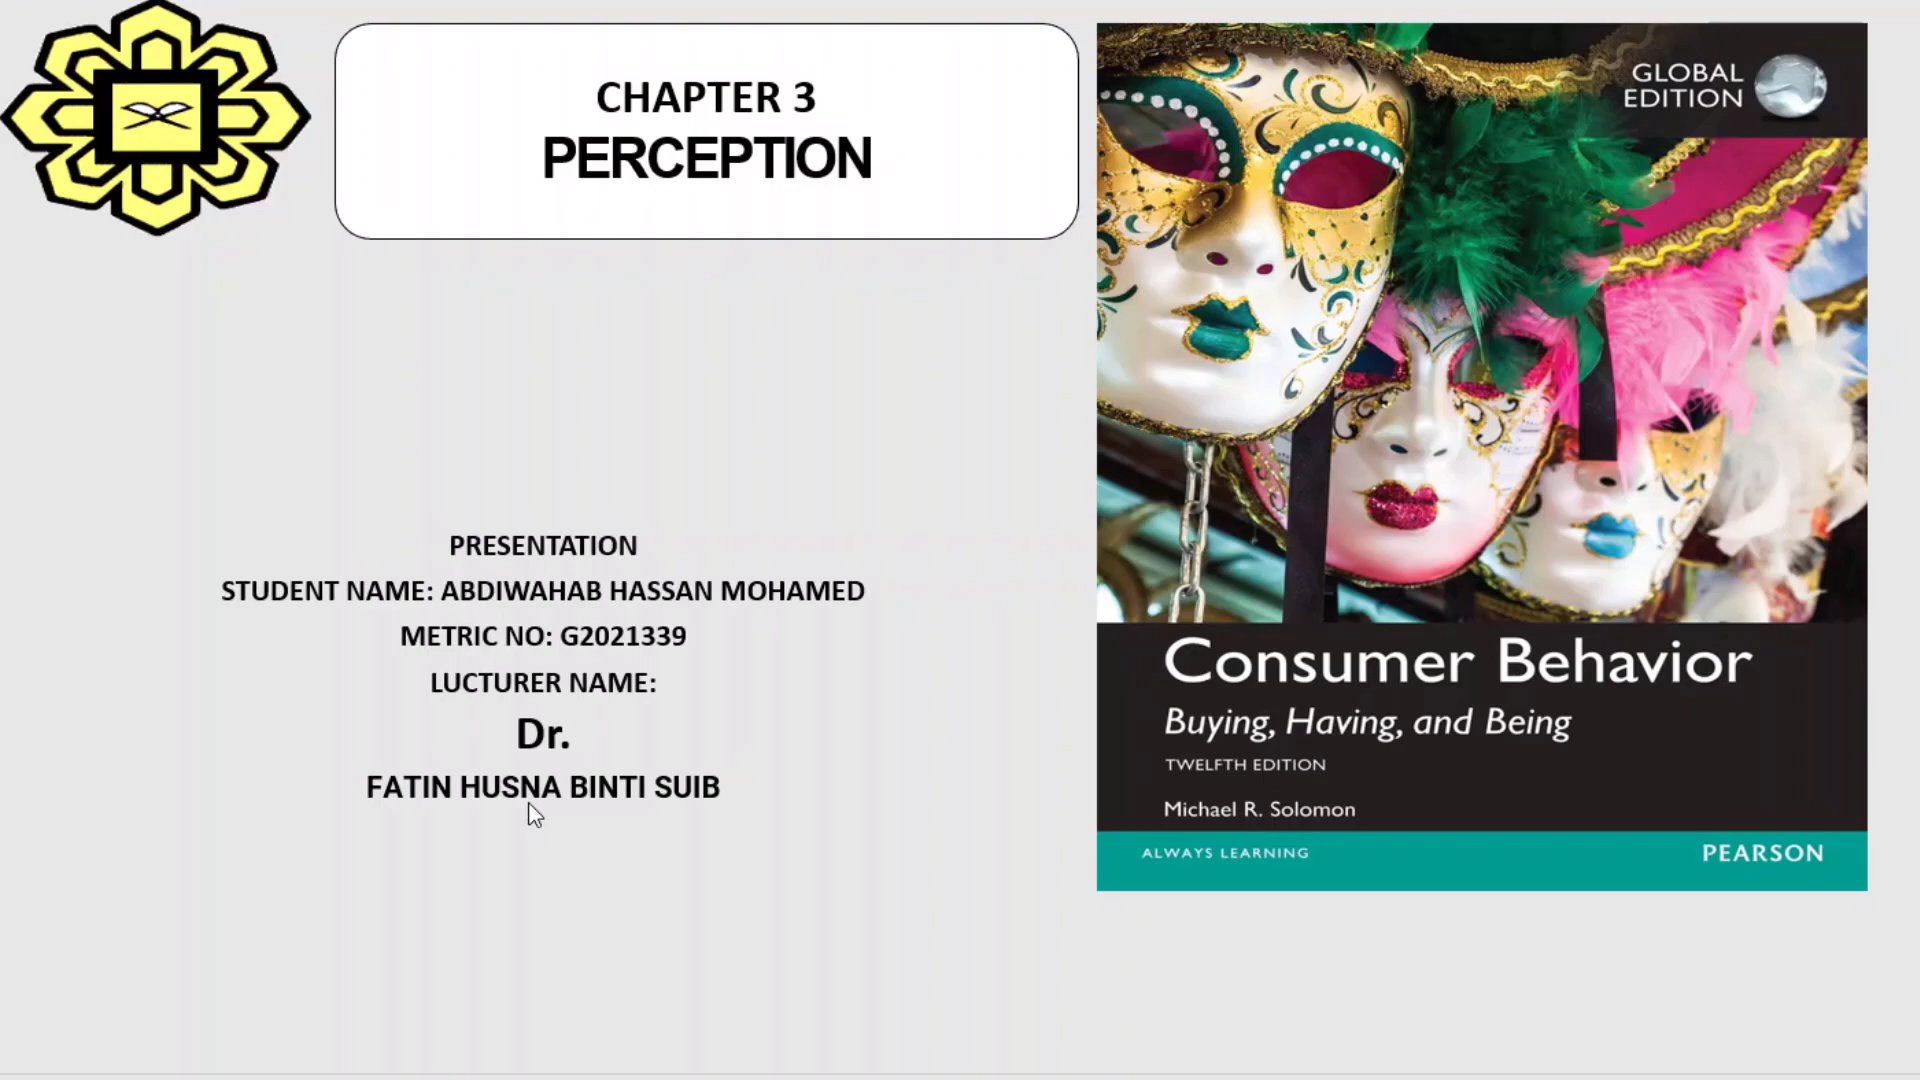 CHAPTER 3
PERCEPTION
PRESENTATION
STUDENT NAME: ABDIWAHAB HASSAN MOHAMED
METRIC NO: G2021339
LUCTURER NAME:
Dr.
FATIN HUSNA BINTI SUIB
GLOBAL
EDITION
Consumer Behavior
Buying, Having, and Being
TWELFTH EDITION
Michael R. Solomon
ALWAYS LEARNING
PEARSON